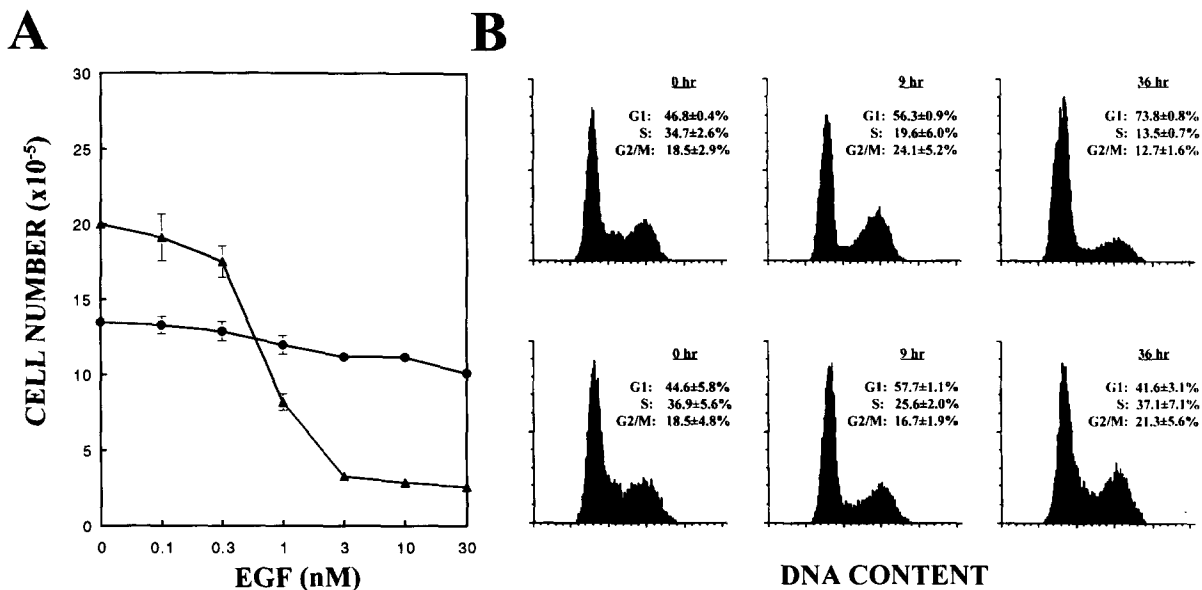 A
CELL NUMBER (x10⁻⁵)
30
25
20
15
10
5
0
0 0.1 0.3 1 3 10 30
EGF (nM)
B
0 hr
G1: 46.8±0.4%
S: 34.7±2.6%
G2/M: 18.5±2.9%
9 hr
G1: 56.3±0.9%
S: 19.6±6.0%
G2/M: 24.1±5.2%
36 hr
G1: 73.8±0.8%
S: 13.5±0.7%
G2/M: 12.7±1.6%
0 hr
G1: 44.6±5.8%
S: 36.9±5.6%
G2/M: 18.5±4.8%
9 hr
G1: 57.7±1.1%
S: 25.6±2.0%
G2/M: 16.7±1.9%
36 hr
G1: 41.6±3.1%
S: 37.1±7.1%
G2/M: 21.3±5.6%
DNA CONTENT